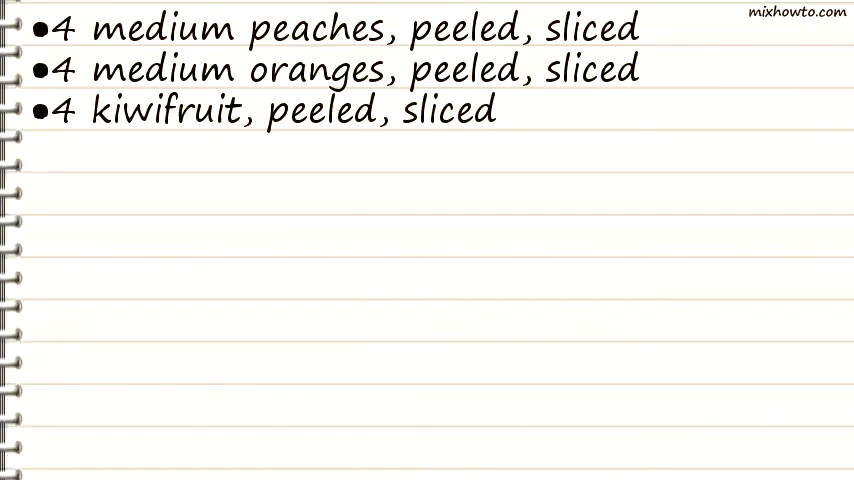 mixhowto.com
•4 medium peaches, peeled, sliced
•4 medium oranges, peeled, sliced
•4 kiwifruit, peeled, sliced